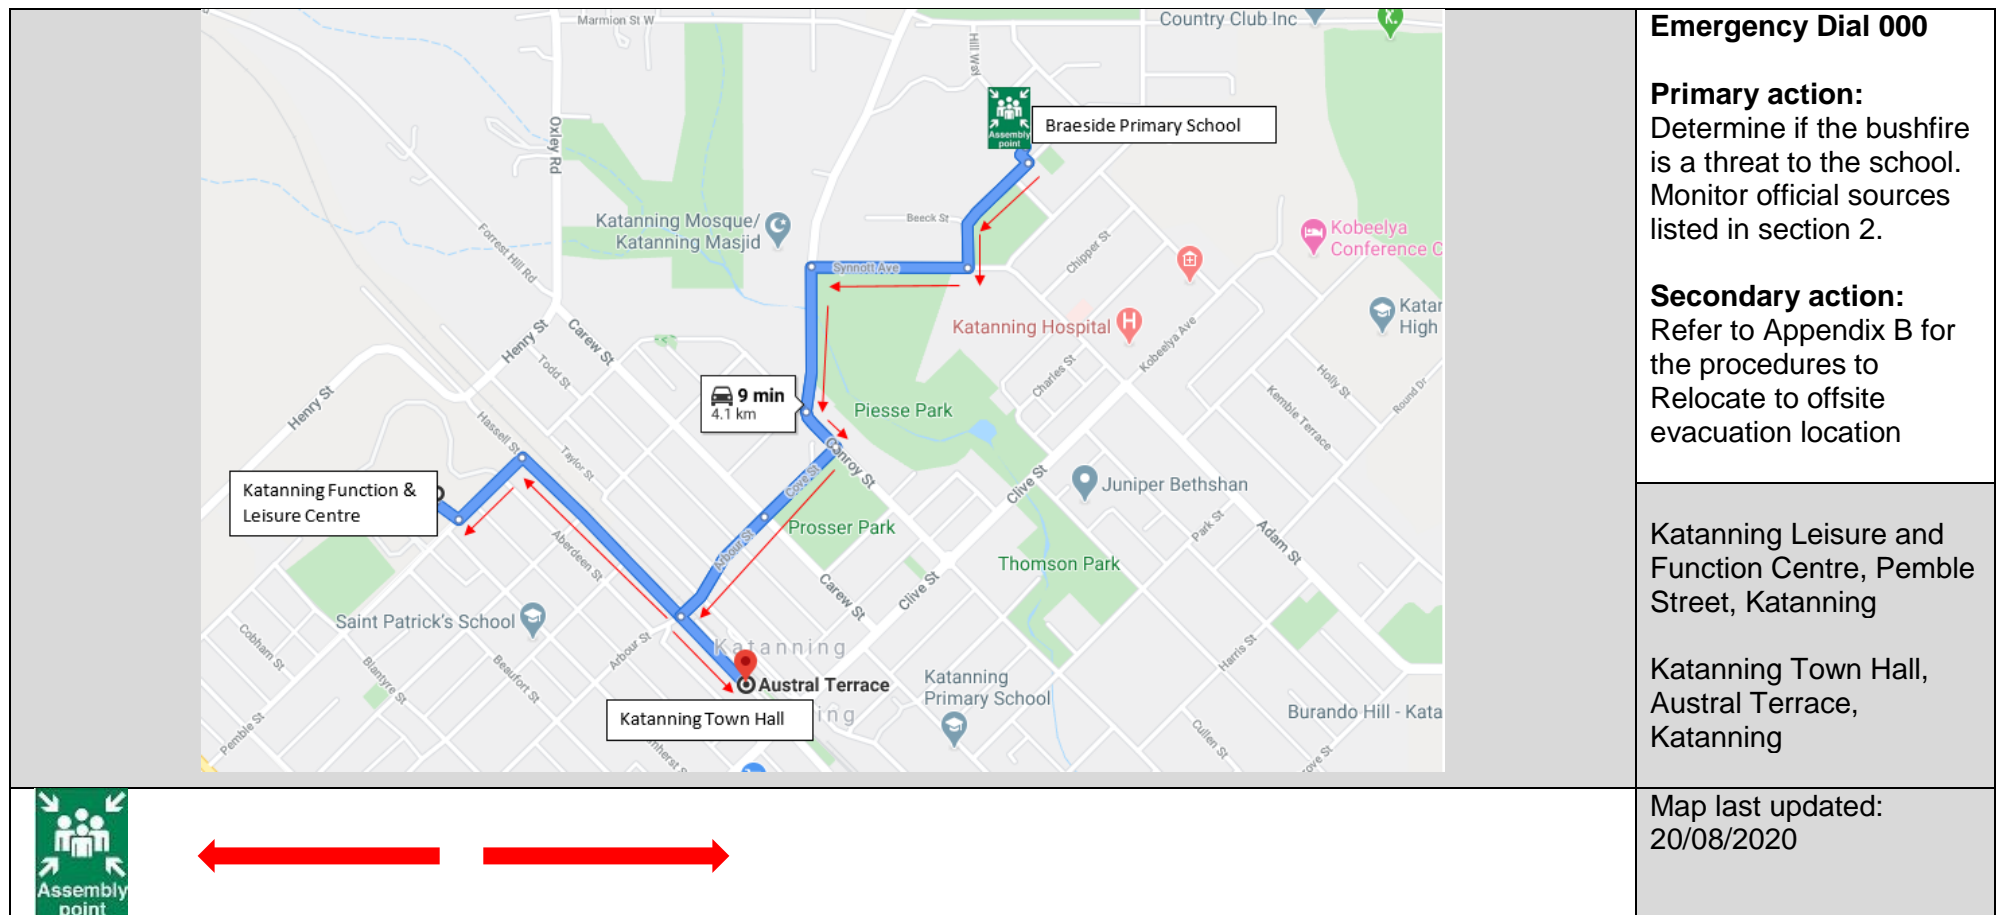 Marmion St W
Country Club Inc
Hill Way
Assembly
point
Braeside Primary School
Oxley Rd
Katanning Mosque/
Katanning Masjid
Beeck St
Chipper St
Kobeelya
Conference C
Forrest Hill Rd
Synnott Ave
Katanning Hospital
H
Katar
High
Kobeelya Ave
Henry St
Carew St
Todd St
Charles St
Holly St
Round Dr
Kemble Terrace
9 min
4.1 km
Piesse Park
Henry St
Hassell St
Taylor St
Conroy St
Cove St
Clive St
Juniper Bethshan
Katanning Function &
Leisure Centre
Prosser Park
Park St
Adam St
Aberdeen St
Arbour St
Thomson Park
Carew St
Clive St
Saint Patrick's School
Cobham St
Arbour St
Katanning
Harris St
Blantyre St
Beaufort St
Austral Terrace
Katanning
Primary School
Katanning Town Hall
ing
Burando Hill - Kata
Pemble St
mherst S
Cullen St
ove St
Emergency Dial 000
Primary action:
Determine if the bushfire
is a threat to the school.
Monitor official sources
listed in section 2.
Secondary action:
Refer to Appendix B for
the procedures to
Relocate to offsite
evacuation location
Katanning Leisure and
Function Centre, Pemble
Street, Katanning
Katanning Town Hall,
Austral Terrace,
Katanning
Assembly
point
Map last updated:
20/08/2020